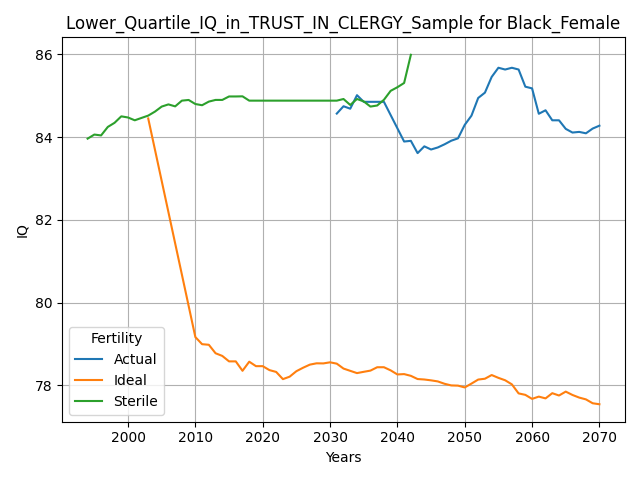 Lower_Quartile_IQ_in_TRUST_IN_CLERGY_Sample for Black_Female
86
84
82
80
78
IQ
Fertility
Actual
Ideal
Sterile
2000 2010 2020 2030 2040 2050 2060 2070
Years